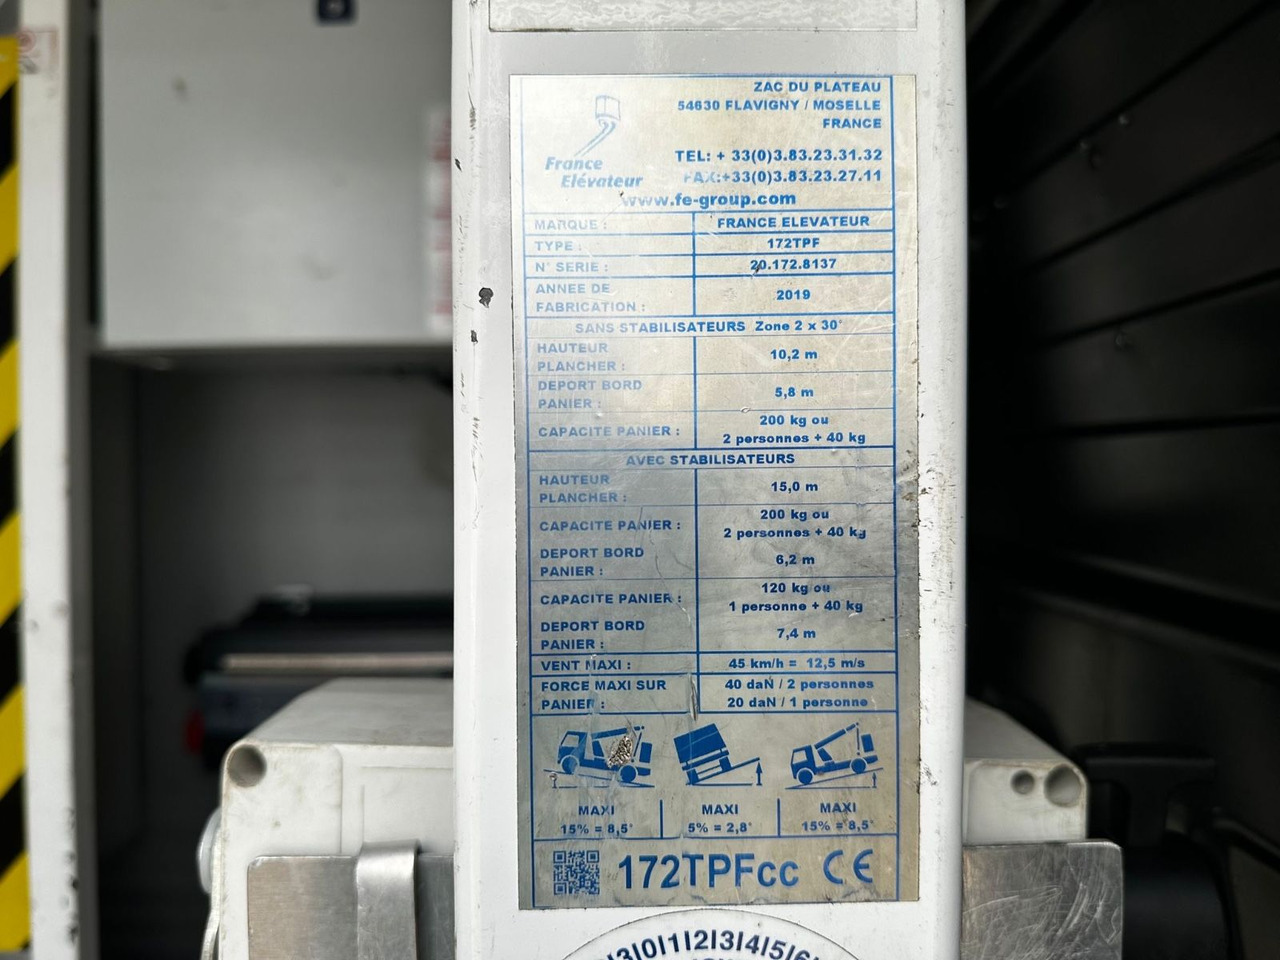 ZAC DU PLATEAU
54630 FLAVIGNY / MOSELLE
FRANCE
TEL: + 33(0)3.83.23.31.32
FAX:+33(0)3.83.23.27.11
France
Elévateur
www.fe-group.com
MARQUE : FRANCE ELEVATEUR
TYPE : 172TPF
N° SERIE : 20.172.8137
ANNEE DE
FABRICATION : 2019
SANS STABILISATEURS Zone 2 x 30°
HAUTEUR
PLANCHER : 10,2 m
DEPORT BORD
PANIER : 5,8 m
CAPACITE PANIER : 200 kg ou
2 personnes + 40 kg
AVEC STABILISATEURS
HAUTEUR
PLANCHER : 15,0 m
CAPACITE PANIER : 200 kg ou
2 personnes + 40 kg
DEPORT BORD
PANIER : 6,2 m
CAPACITE PANIER : 120 kg ou
1 personne + 40 kg
DEPORT BORD
PANIER : 7,4 m
VENT MAXI : 45 km/h = 12,5 m/s
FORCE MAXI SUR
PANIER : 40 daN / 2 personnes
20 daN / 1 personne
MAXI
15% = 8,5°
MAXI
5% = 2,8°
MAXI
15% = 8,5°
172TPFcc CE
3|0|1|2|3|4|5|6